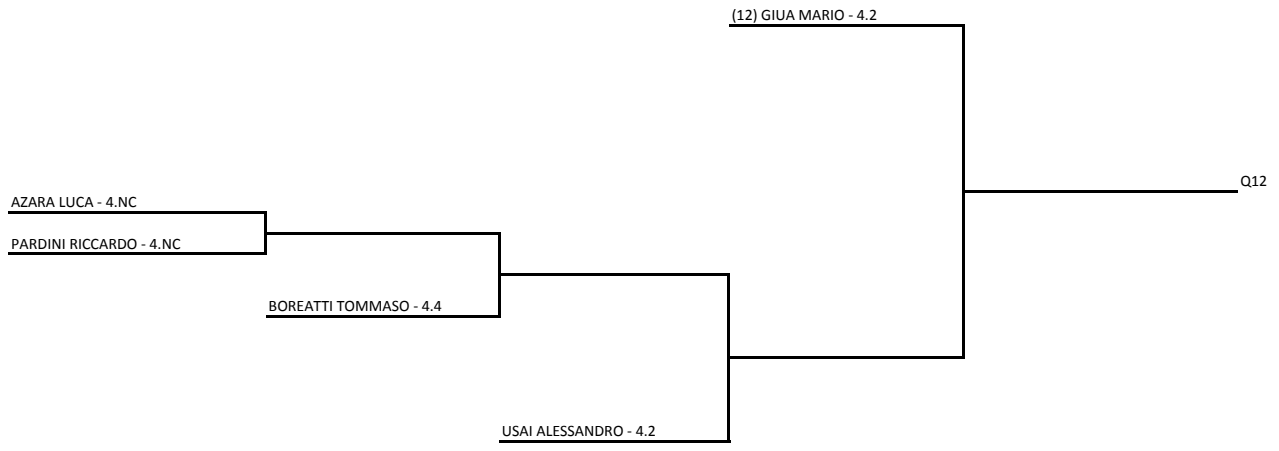 (12) GIUA MARIO - 4.2
Q12
AZARA LUCA - 4.NC
PARDINI RICCARDO - 4.NC
BOREATTI TOMMASO - 4.4
USAI ALESSANDRO - 4.2